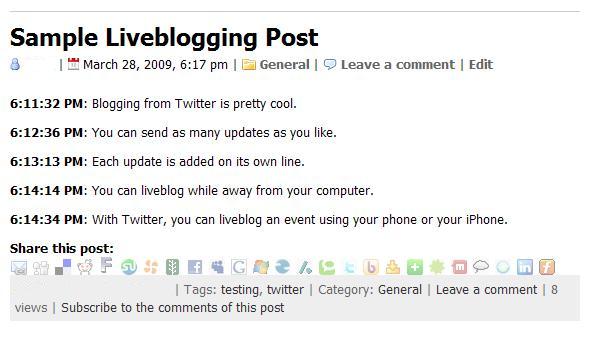 Sample Liveblogging Post
| March 28, 2009, 6:17 pm | General | Leave a comment | Edit
6:11:32 PM: Blogging from Twitter is pretty cool.
6:12:36 PM: You can send as many updates as you like.
6:13:13 PM: Each update is added on its own line.
6:14:14 PM: You can liveblog while away from your computer.
6:14:34 PM: With Twitter, you can liveblog an event using your phone or your iPhone.
Share this post:
| Tags: testing, twitter | Category: General | Leave a comment | 8
views | Subscribe to the comments of this post